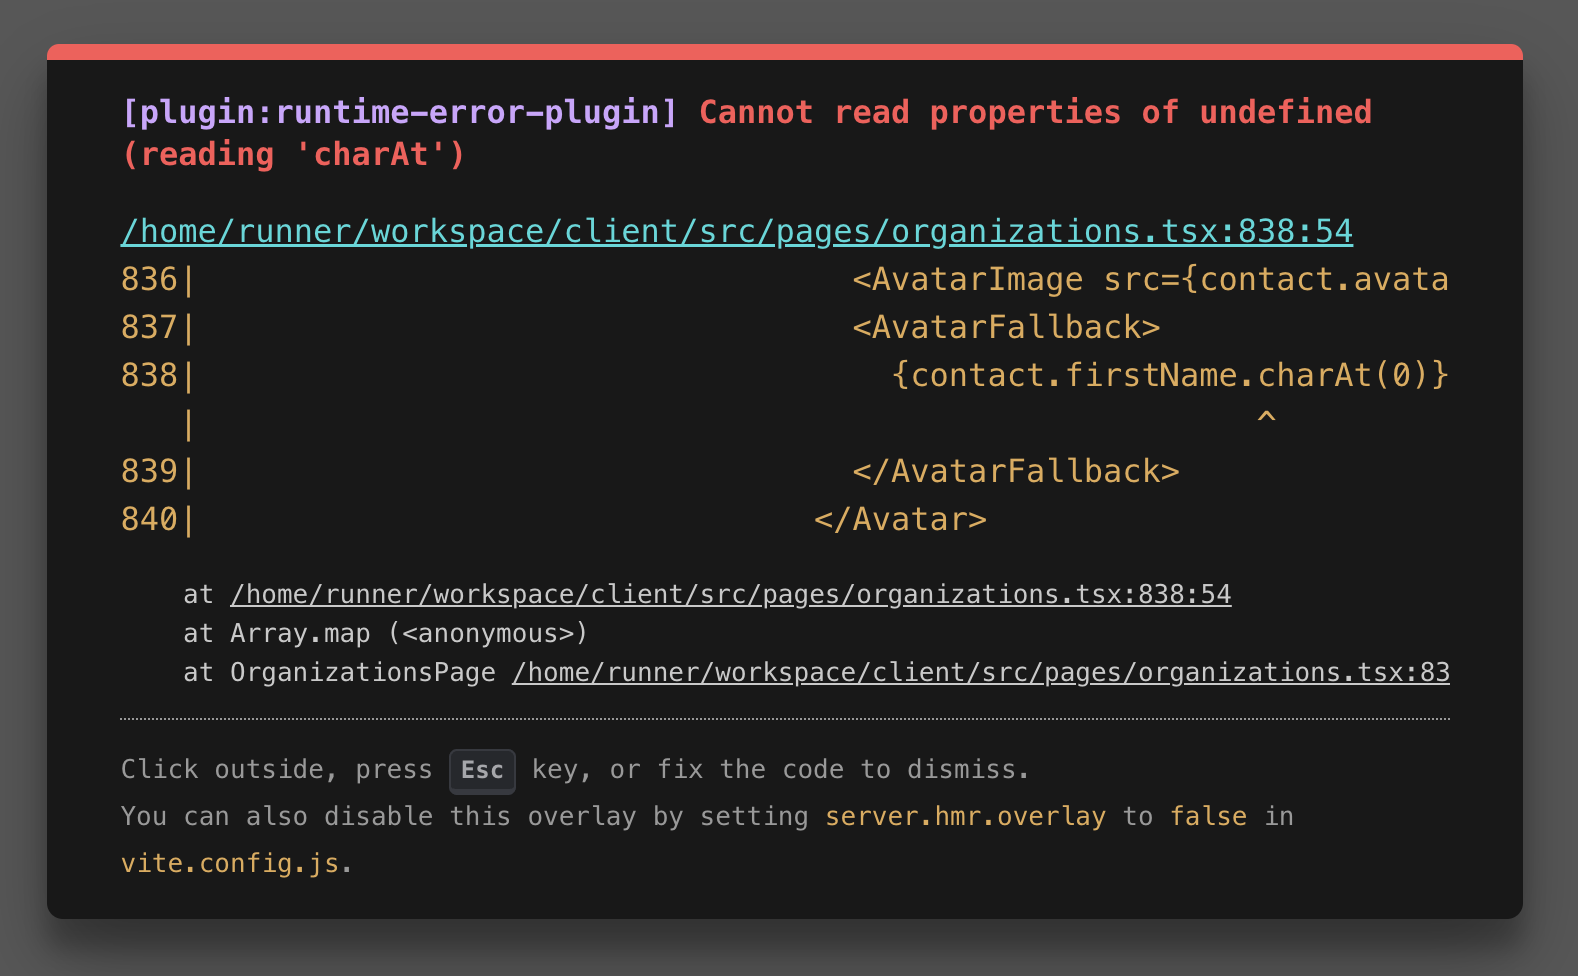 [plugin:runtime-error-plugin] Cannot read properties of undefined
(reading 'charAt')
/home/runner/workspace/client/src/pages/organizations.tsx:838:54
836|                                  <AvatarImage src={contact.avata
837|                                  <AvatarFallback>
838|                                    {contact.firstName.charAt(0)}
   |                                                       ^
839|                                  </AvatarFallback>
840|                                </Avatar>
at /home/runner/workspace/client/src/pages/organizations.tsx:838:54
at Array.map (<anonymous>)
at OrganizationsPage /home/runner/workspace/client/src/pages/organizations.tsx:83
Click outside, press Esc key, or fix the code to dismiss.
You can also disable this overlay by setting server.hmr.overlay to false in
vite.config.js.